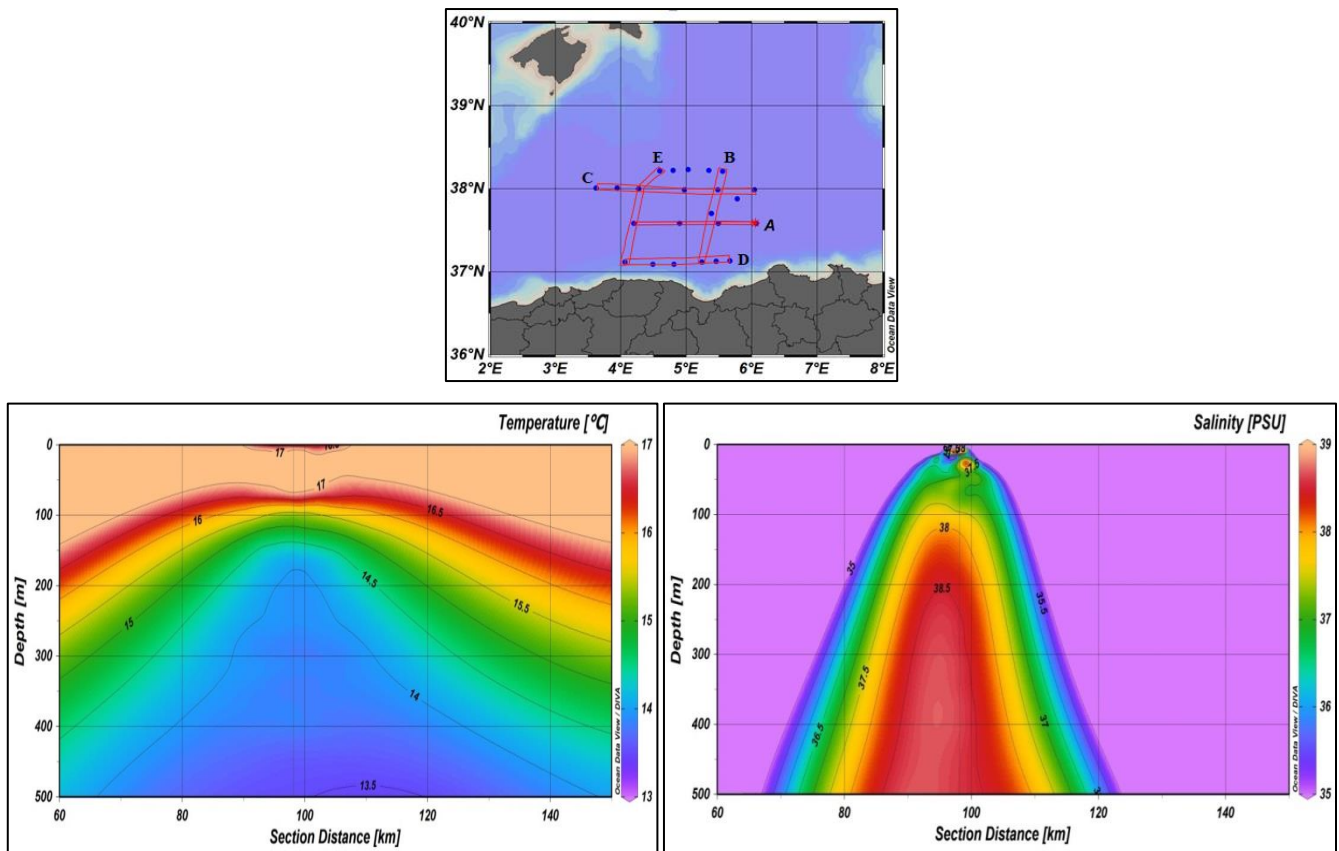 40°N
39°N
38°N
37°N
36°N
2°E 3°E 4°E 5°E 6°E 7°E 8°E
E B
C
A
D
Ocean Data View
Temperature [°C]
0
100
200
300
400
500
Depth [m]
60 80 100 120 140
Section Distance [km]
17
17
16.5
16
15.5
15
14.5
14
13.5
17
16
15
14
13
Ocean Data View / DIVA
Salinity [PSU]
0
100
200
300
400
500
Depth [m]
60 80 100 120 140
Section Distance [km]
35
35.5
36.5
37
37.5
38
38.5
39
38
37
36
35
Ocean Data View / DIVA